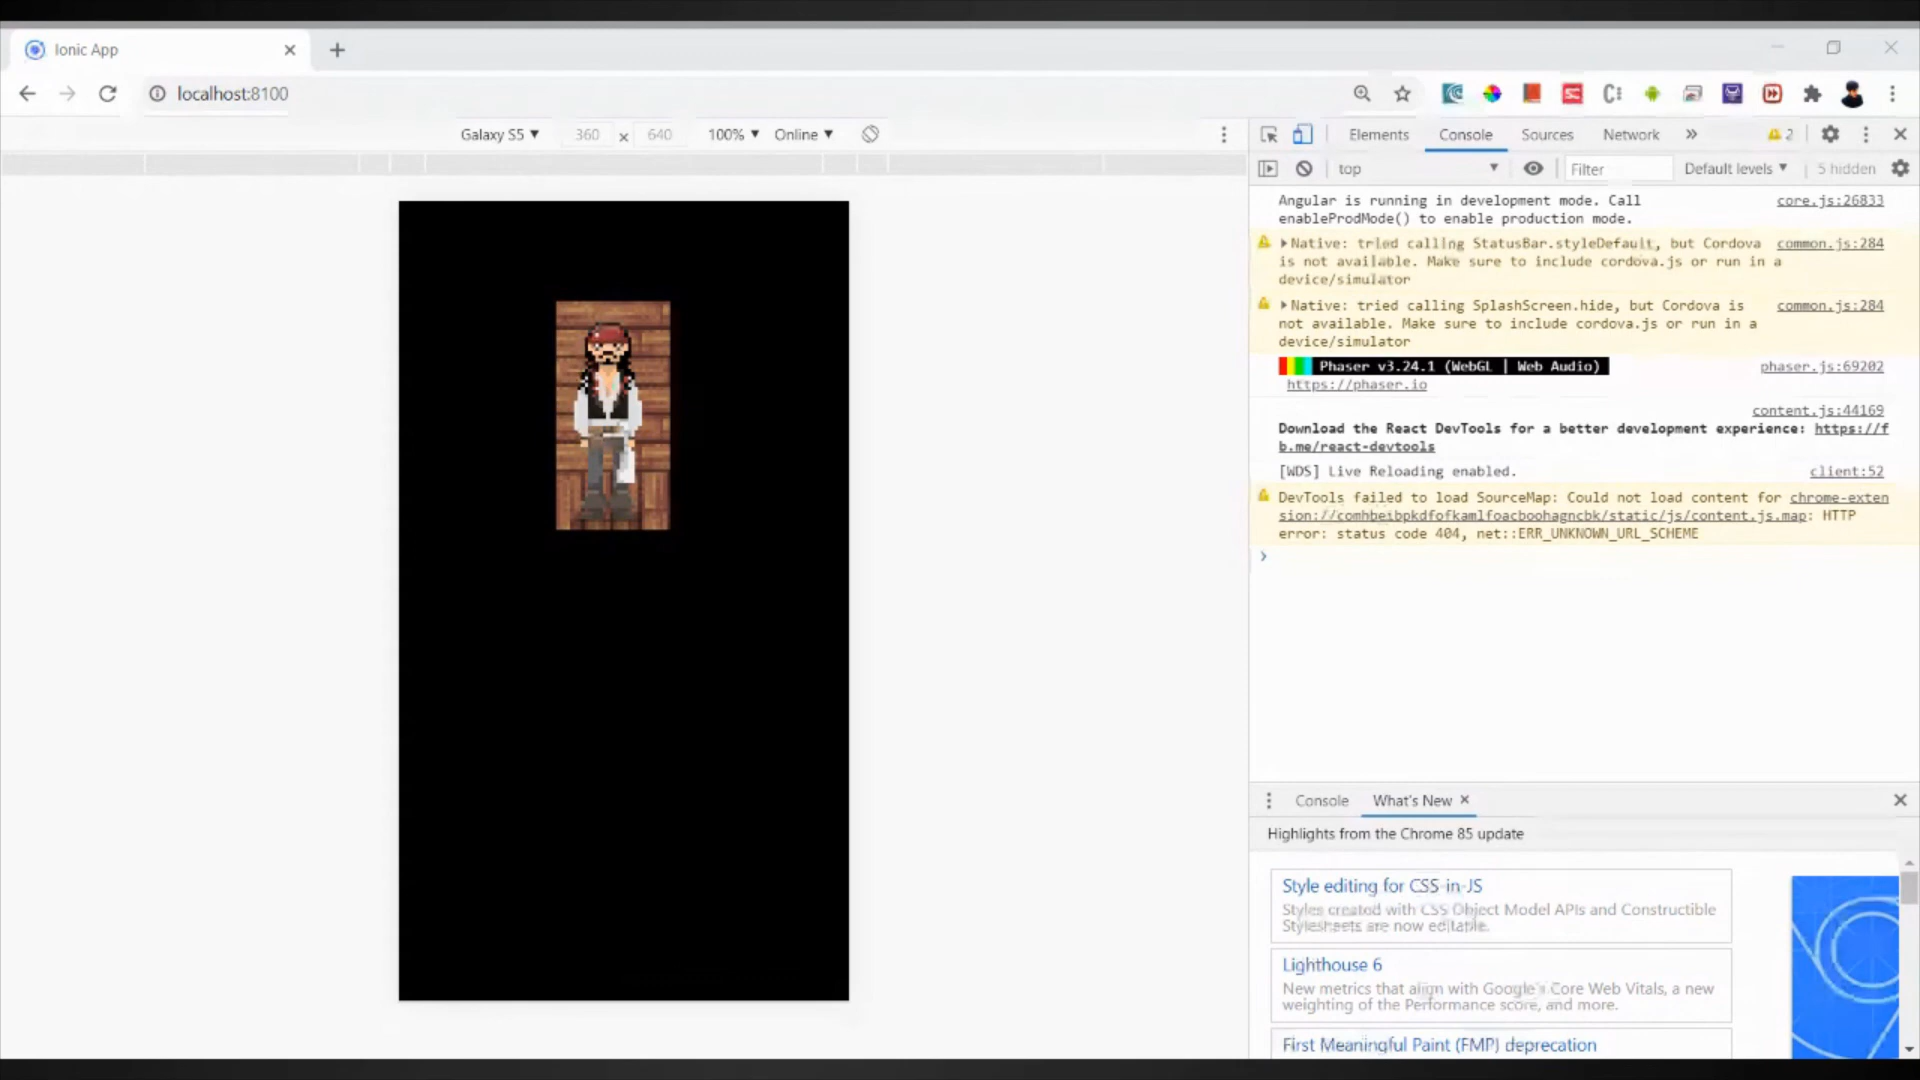 Ionic App
localhost:8100
Galaxy S5 360 x 640 100% Online
Elements Console Sources Network 2
top Filter Default levels 5 hidden
Angular is running in development mode. Call core.js:26833
enableProdMode() to enable production mode.
Native: tried calling StatusBar.styleDefault, but Cordova common.js:284
is not available. Make sure to include cordova.js or run in a
device/simulator
Native: tried calling SplashScreen.hide, but Cordova is common.js:284
not available. Make sure to include cordova.js or run in a
device/simulator
Phaser v3.24.1 (WebGL | Web Audio) phaser.js:69202
https://phaser.io
content.js:44169
Download the React DevTools for a better development experience: https://f
b.me/react-devtools
[WDS] Live Reloading enabled. client:52
DevTools failed to load SourceMap: Could not load content for chrome-exten
sion://comhbeibpkdfofkamlfoacboohagncbk/static/js/content.js.map: HTTP
error: status code 404, net::ERR_UNKNOWN_URL_SCHEME
Console What's New
Highlights from the Chrome 85 update
Style editing for CSS-in-JS
Styles created with CSS Object Model APIs and Constructible
Stylesheets are now editable.
Lighthouse 6
New metrics that align with Google's Core Web Vitals, a new
weighting of the Performance score, and more.
First Meaningful Paint (FMP) deprecation